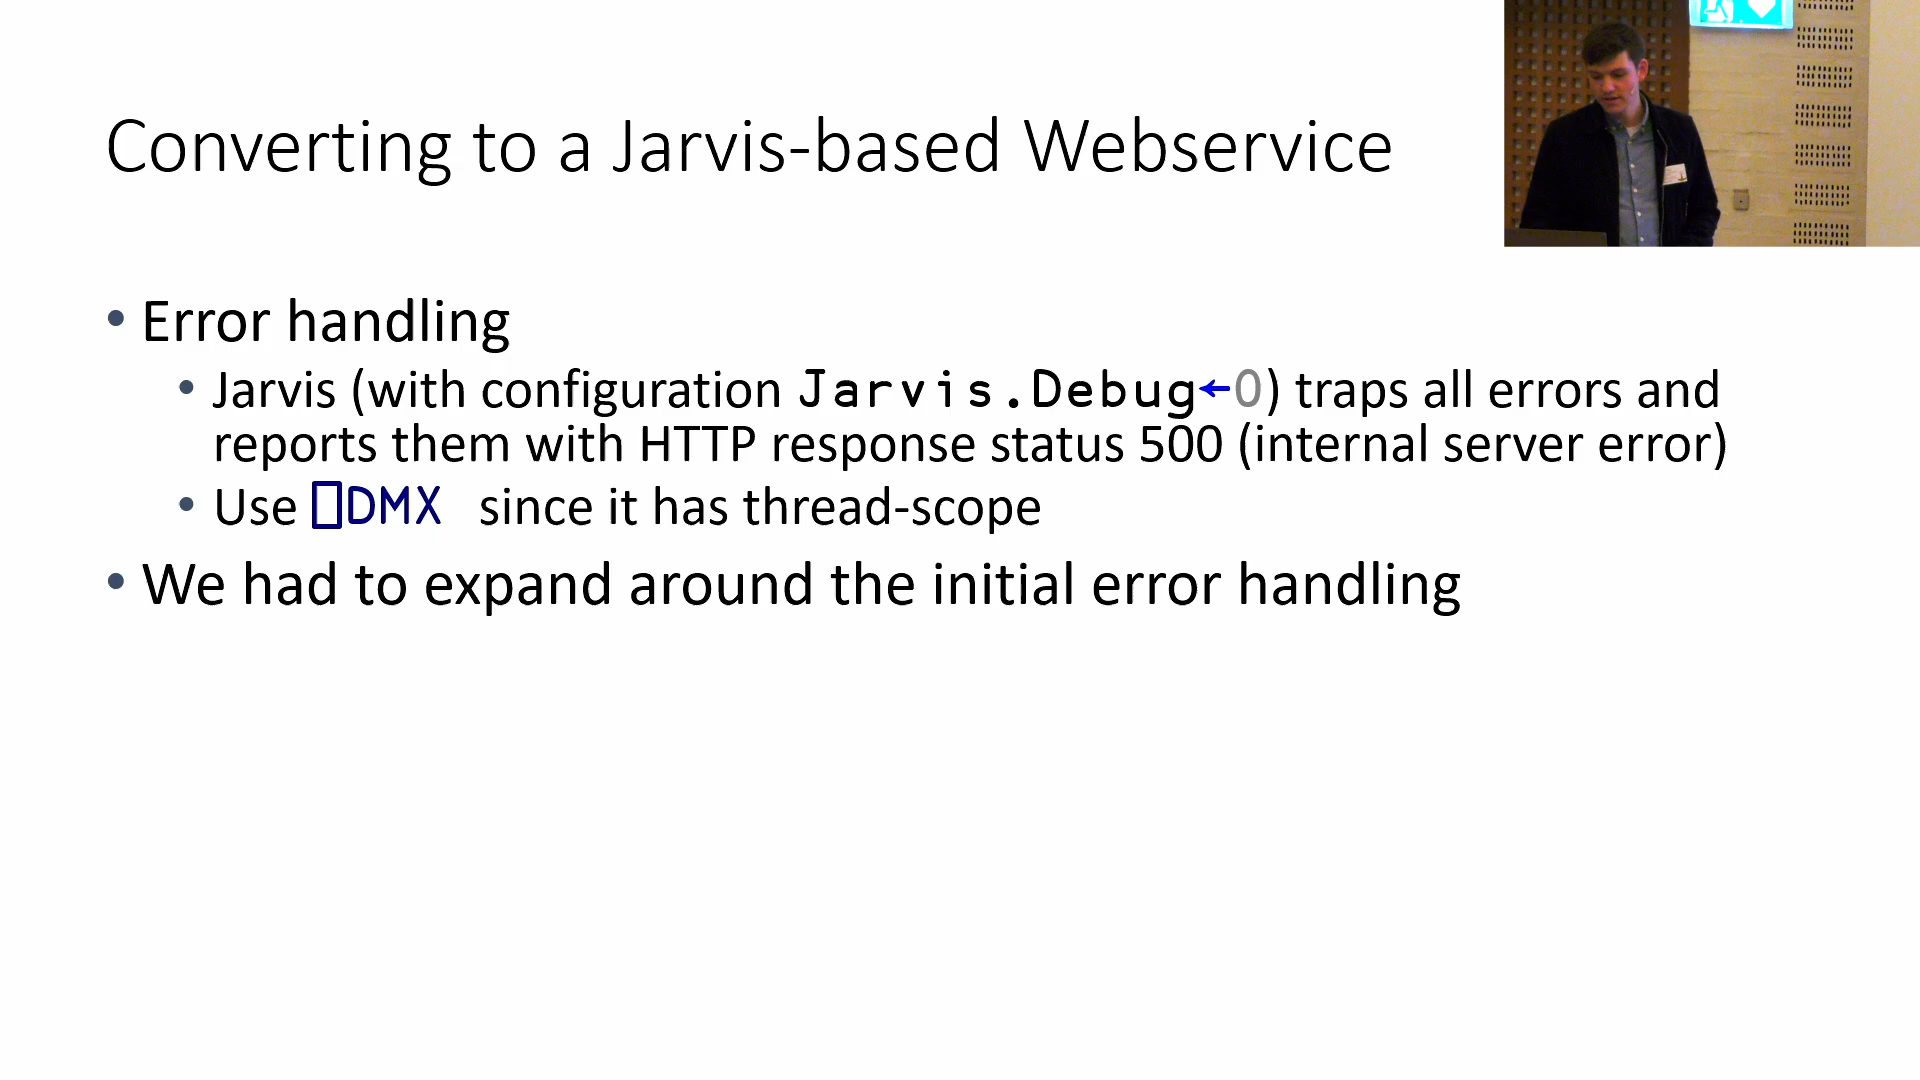 Converting to a Jarvis-based Webservice
• Error handling
• Jarvis (with configuration Jarvis.Debug←0) traps all errors and
reports them with HTTP response status 500 (internal server error)
• Use ⎕DMX since it has thread-scope
• We had to expand around the initial error handling